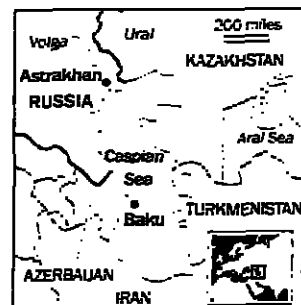 200 miles
Volga
Ural
KAZAKHSTAN
Astrakhan
RUSSIA
Aral Sea
Caspian
Sea
Baku
TURKMENISTAN
AZERBAIJAN
IRAN